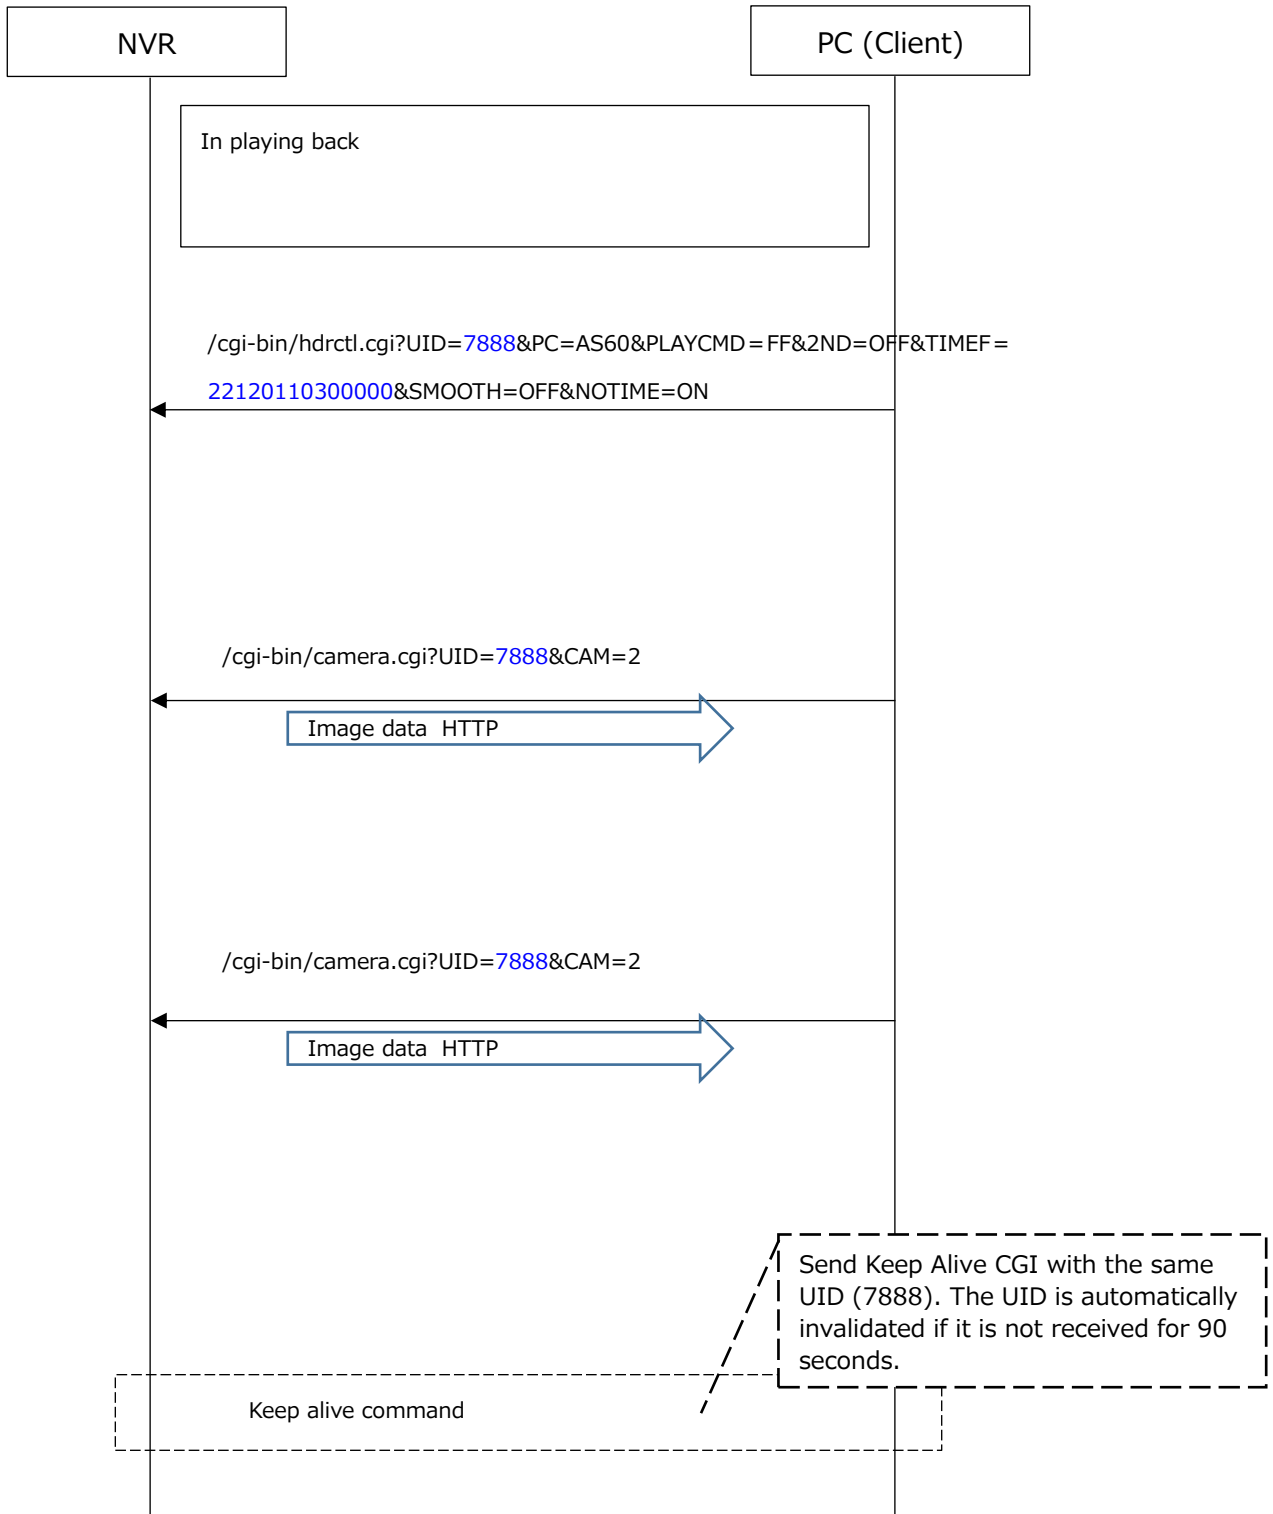 NVR
PC (Client)
In playing back
/cgi-bin/hdrctl.cgi?UID=7888&PC=AS60&PLAYCMD=FF&2ND=OFF&TIMEF=
22120110300000&SMOOTH=OFF&NOTIME=ON
/cgi-bin/camera.cgi?UID=7888&CAM=2
Image data HTTP
/cgi-bin/camera.cgi?UID=7888&CAM=2
Image data HTTP
Send Keep Alive CGI with the same
UID (7888). The UID is automatically
invalidated if it is not received for 90
seconds.
Keep alive command